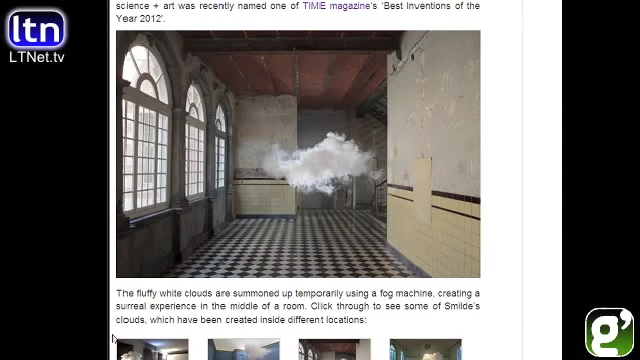 science + art was recently named one of TIME magazine's 'Best Inventions of the
Year 2012'.
ltn
LTNet.tv
The fluffy white clouds are summoned up temporarily using a fog machine, creating a
surreal experience in the middle of a room. Click through to see some of Smilde's
clouds, which have been created inside different locations:
g'